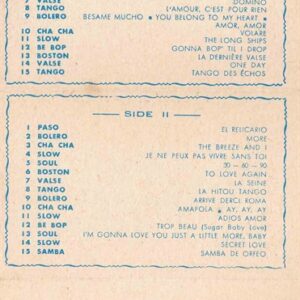 7 VALSE DOMINO
8 TANGO L'AMOUR, C'EST POUR RIEN
9 BOLERO BESAME MUCHO • YOU BELONG TO MY HEART •
AMOR, AMOR
10 CHA CHA VOLARE
11 SLOW THE LONG SHIPS
12 BE BOP GONNA BOP' TIL I DROP
13 BOSTON LA DERNIÈRE VALSE
14 VALSE ONE DAY
15 TANGO TANGO DES ÉCHOS
SIDE II
1 PASO EL RELICARIO
2 BOLERO MORE
3 CHA CHA THE BREEZE AND I
4 SLOW JE NE PEUX PAS VIVRE SANS TOI
5 SOUL 20-60-90
6 BOSTON TO LOVE AGAIN
7 VALSE LA SEINE
8 TANGO LA HITOU TANGO
9 BOLERO ARRIVE DERCI ROMA
10 CHA CHA AMAPOLA • AY, AY, AY
11 SLOW ADIOS AMOR
12 BE BOP TROP BEAU (Sugar Baby Love)
13 SOUL I'M GONNA LOVE YOU JUST A LITTLE MORE, BABY
14 SLOW SECRET LOVE
15 SAMBA SAMBA DE ORFEO